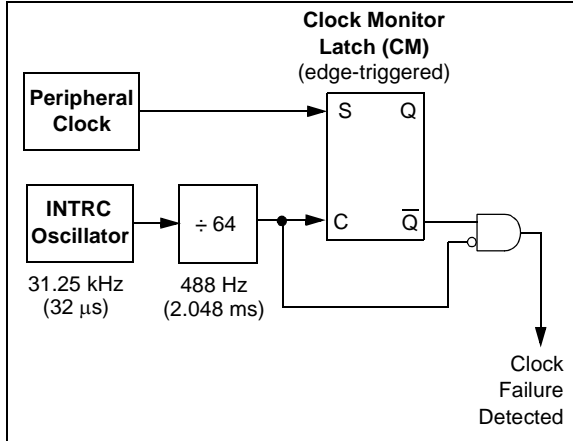 Clock Monitor
Latch (CM)
(edge-triggered)
Peripheral
Clock
S
Q
INTRC
Oscillator
÷ 64
C
Q̅
31.25 kHz
(32 μs)
488 Hz
(2.048 ms)
Clock
Failure
Detected